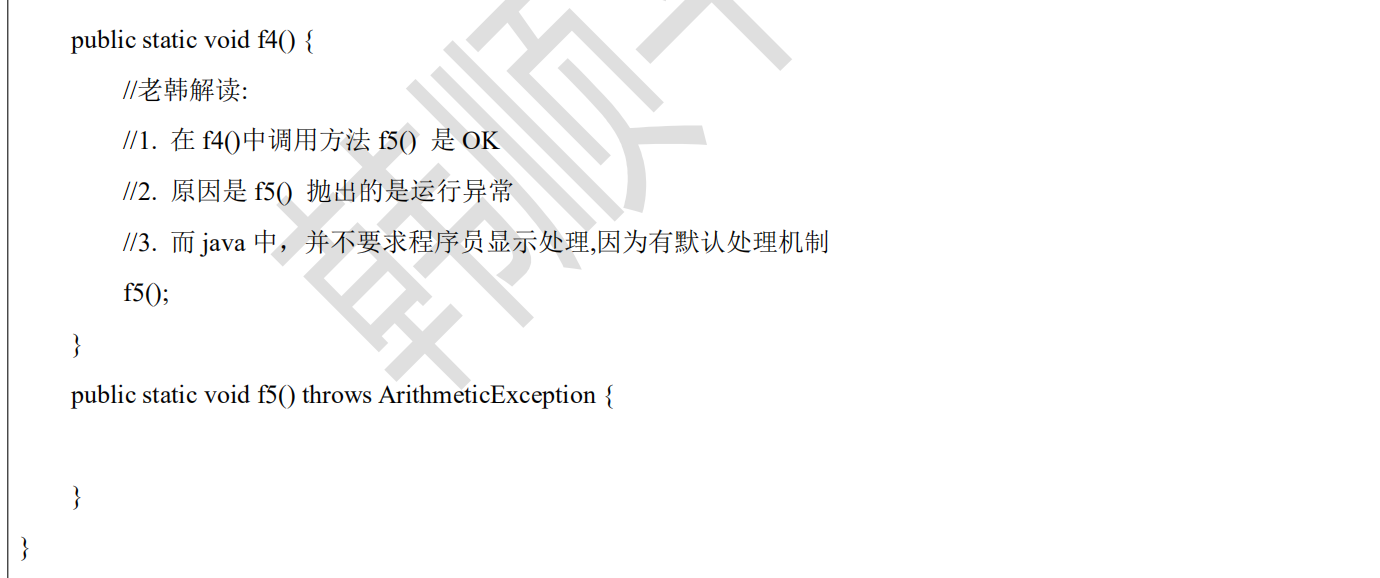 public static void f4() {
//老韩解读:
//1. 在 f4()中调用方法 f5() 是 OK
//2. 原因是 f5() 抛出的是运行异常
//3. 而 java 中，并不要求程序员显示处理,因为有默认处理机制
f5();
}
public static void f5() throws ArithmeticException {
}
}
韩顺